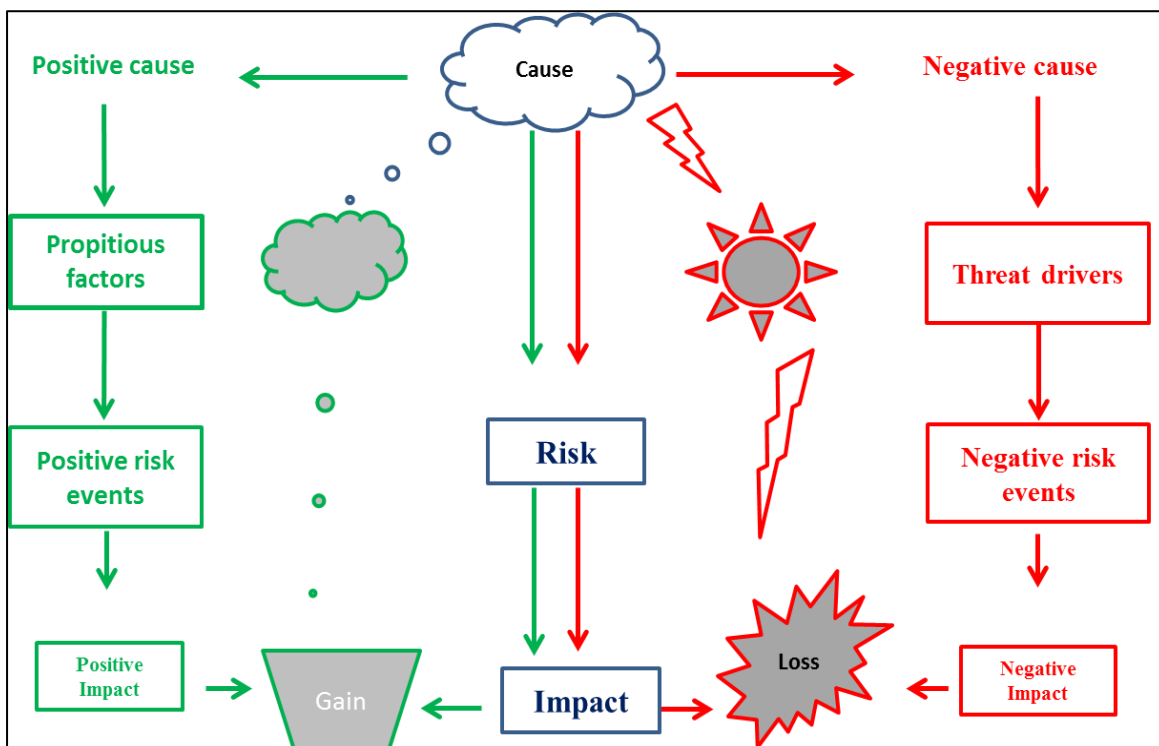 Positive cause
Cause
Negative cause
Propitious
factors
Threat drivers
Positive risk
events
Risk
Negative risk
events
Positive
Impact
Gain
Impact
Loss
Negative
Impact